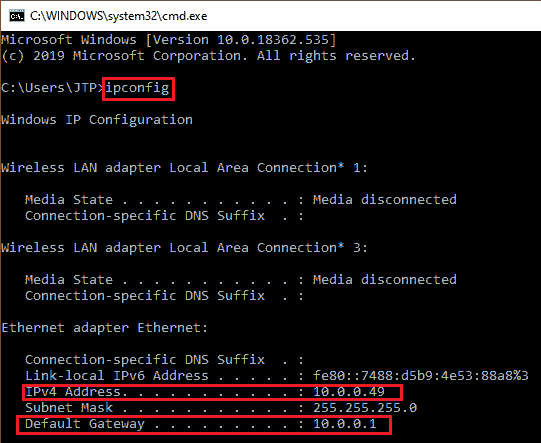 C:\WINDOWS\system32\cmd.exe
Microsoft Windows [Version 10.0.18362.535]
(c) 2019 Microsoft Corporation. All rights reserved.
C:\Users\JTP>ipconfig
Windows IP Configuration
Wireless LAN adapter Local Area Connection* 1:
Media State . . . . . . . . . . . : Media disconnected
Connection-specific DNS Suffix  . :
Wireless LAN adapter Local Area Connection* 3:
Media State . . . . . . . . . . . : Media disconnected
Connection-specific DNS Suffix  . :
Ethernet adapter Ethernet:
Connection-specific DNS Suffix  . :
Link-local IPv6 Address . . . . . : fe80::7488:d5b9:4e53:88a8%3
IPv4 Address. . . . . . . . . . . : 10.0.0.49
Subnet Mask . . . . . . . . . . . : 255.255.255.0
Default Gateway . . . . . . . . . : 10.0.0.1